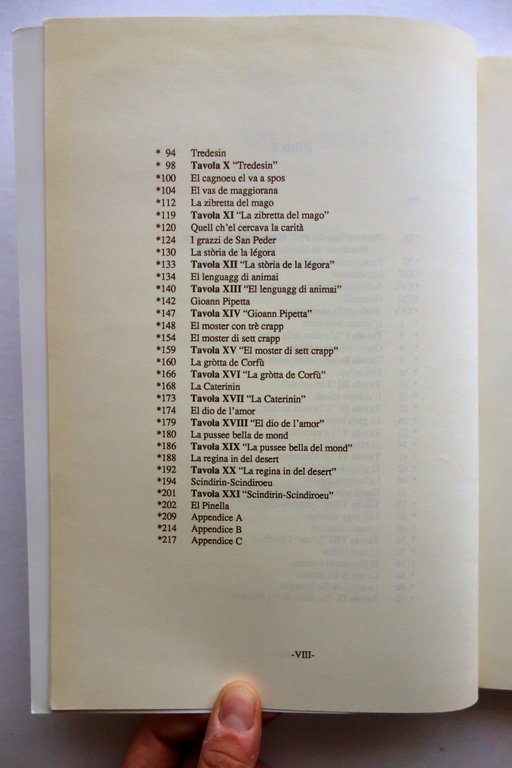 * 94 Tredesin
* 98 Tavola X "Tredesin"
*100 El cagnoeu el va a spos
*104 El vas de maggiorana
*112 La zibretta del mago
*119 Tavola XI "La zibretta del mago"
*120 Quell ch'el cercava la carità
*124 I grazzi de San Peder
*130 La stòria de la légora
*133 Tavola XII "La stòria de la légora"
*134 El lenguagg di animai
*140 Tavola XIII "El lenguagg di animai"
*142 Gioann Pipetta
*147 Tavola XIV "Gioann Pipetta"
*148 El moster con trè crapp
*154 El moster di sett crapp
*159 Tavola XV "El moster di sett crapp"
*160 La gròtta de Corfù
*166 Tavola XVI "La gròtta de Corfù"
*168 La Caterinin
*173 Tavola XVII "La Caterinin"
*174 El dio de l'amor
*179 Tavola XVIII "El dio de l'amor"
*180 La pussee bella de mond
*186 Tavola XIX "La pussee bella del mond"
*188 La regina in del desert
*192 Tavola XX "La regina in del desert"
*194 Scindirin-Scindiroeu
*201 Tavola XXI "Scindirin-Scindiroeu"
*202 El Pinella
*209 Appendice A
*214 Appendice B
*217 Appendice C
-VIII-